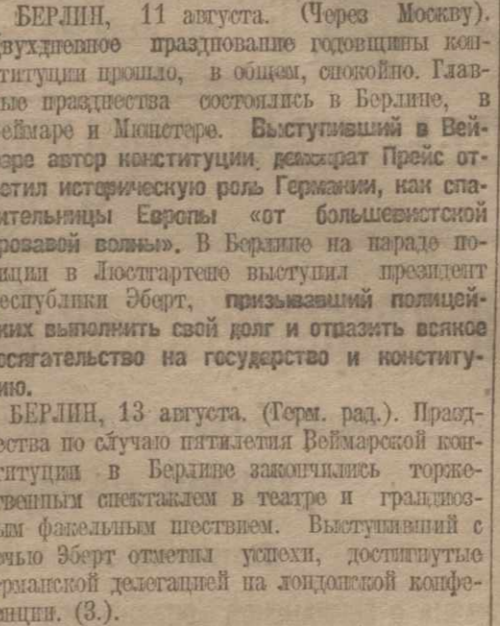 БЕРЛИН, 11 августа. (Через Москву).
вухдневное празднование годовщины кон-
ституции прошло, в общем, спокойно. Глав-
ые празднества состоялись в Берлине, в
еймаре и Мюнстере. Выступивший в Вей-
аре автор конституции, демократ Прейс от-
етил историческую роль Германии, как спа-
ительницы Европы «от большевистской
ровавой волны». В Берлине на параде по-
иции в Люстгартене выступил президент
еспублики Эберт, призывавший полицей-
ких выполнить свой долг и отразить всякое
осягательство на государство и конститу-
ию.
БЕРЛИН, 13 августа. (Герм. рад.). Празд-
ества по случаю пятилетия Веймарской кон-
титуции в Берлине закончились торже-
твенным спектаклем в театре и грандиоз-
ым факельным шествием. Выступивший с
ечью Эберт отметил успехи, достигнутые
ерманской делегацией на лондонской конфе-
енции. (З.).